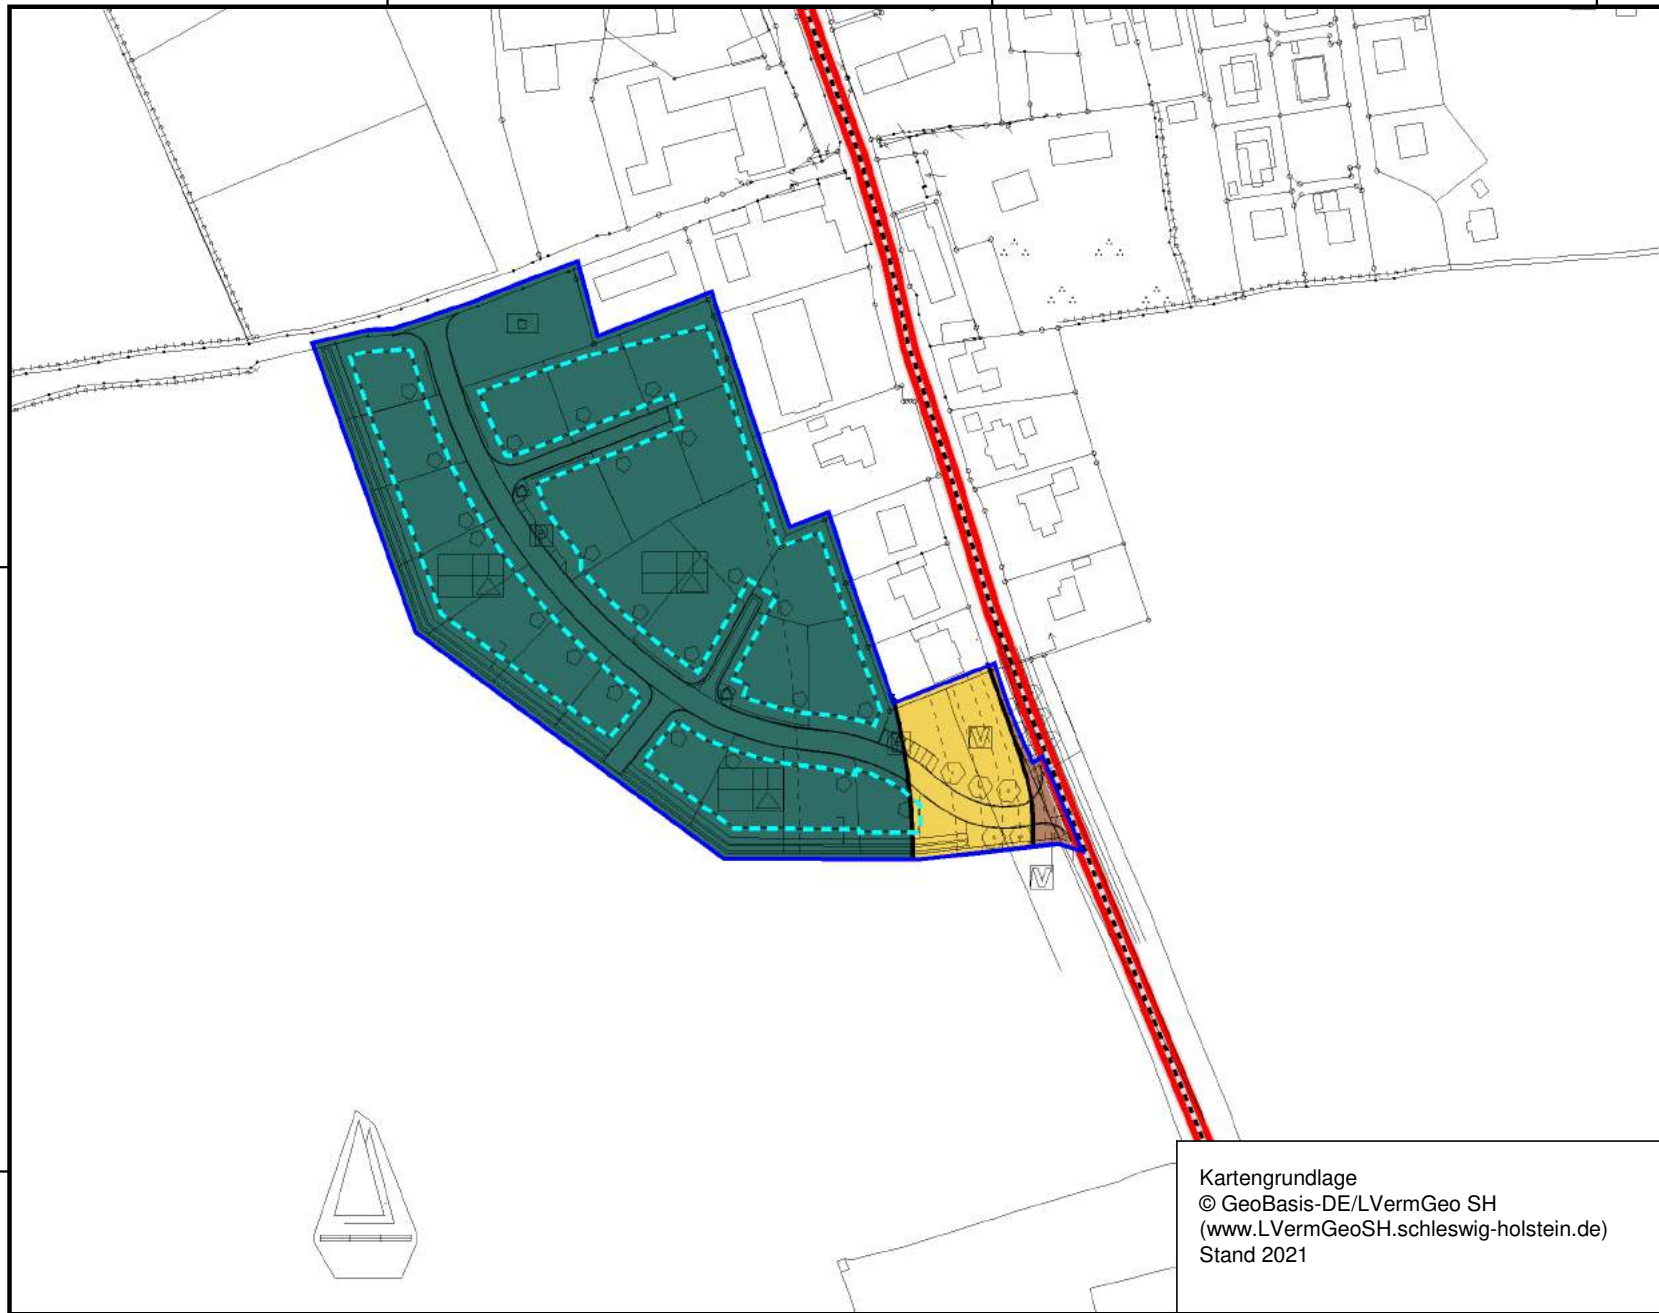 P
V
V
Kartengrundlage
© GeoBasis-DE/LVermGeo SH
(www.LVermGeoSH.schleswig-holstein.de)
Stand 2021